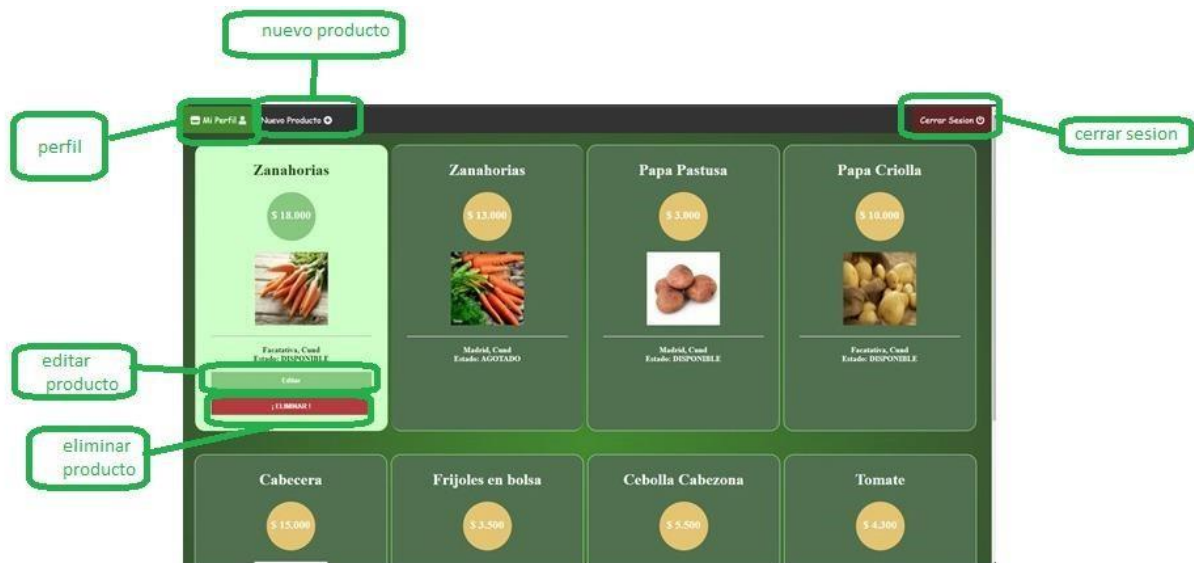 nuevo producto
Mi Perfil
Nuevo Producto
Cerrar Sesion
perfil
cerrar sesion
Zanahorias
Zanahorias
Papa Pastusa
Papa Criolla
$ 18.000
$ 13.000
$ 3.000
$ 10.000
Facatativa, Cund
Estado: DISPONIBLE
Madrid, Cund
Estado: AGOTADO
Madrid, Cund
Estado: DISPONIBLE
Facatativa, Cund
Estado: DISPONIBLE
editar
producto
Editar
¡ ELIMINAR !
eliminar
producto
Cabecera
Frijoles en bolsa
Cebolla Cabezona
Tomate
$ 15.000
$ 3.500
$ 5.500
$ 4.300